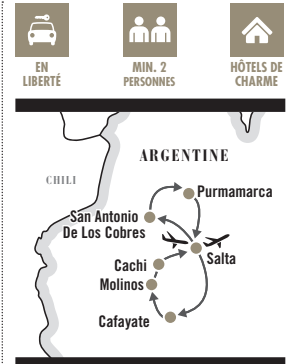 EN
LIBERTÉ
MIN. 2
PERSONNES
HÔTELS DE
CHARME
ARGENTINE
CHILI
Purmamarca
San Antonio
De Los Cobres
Salta
Cachi
Molinos
Cafayate